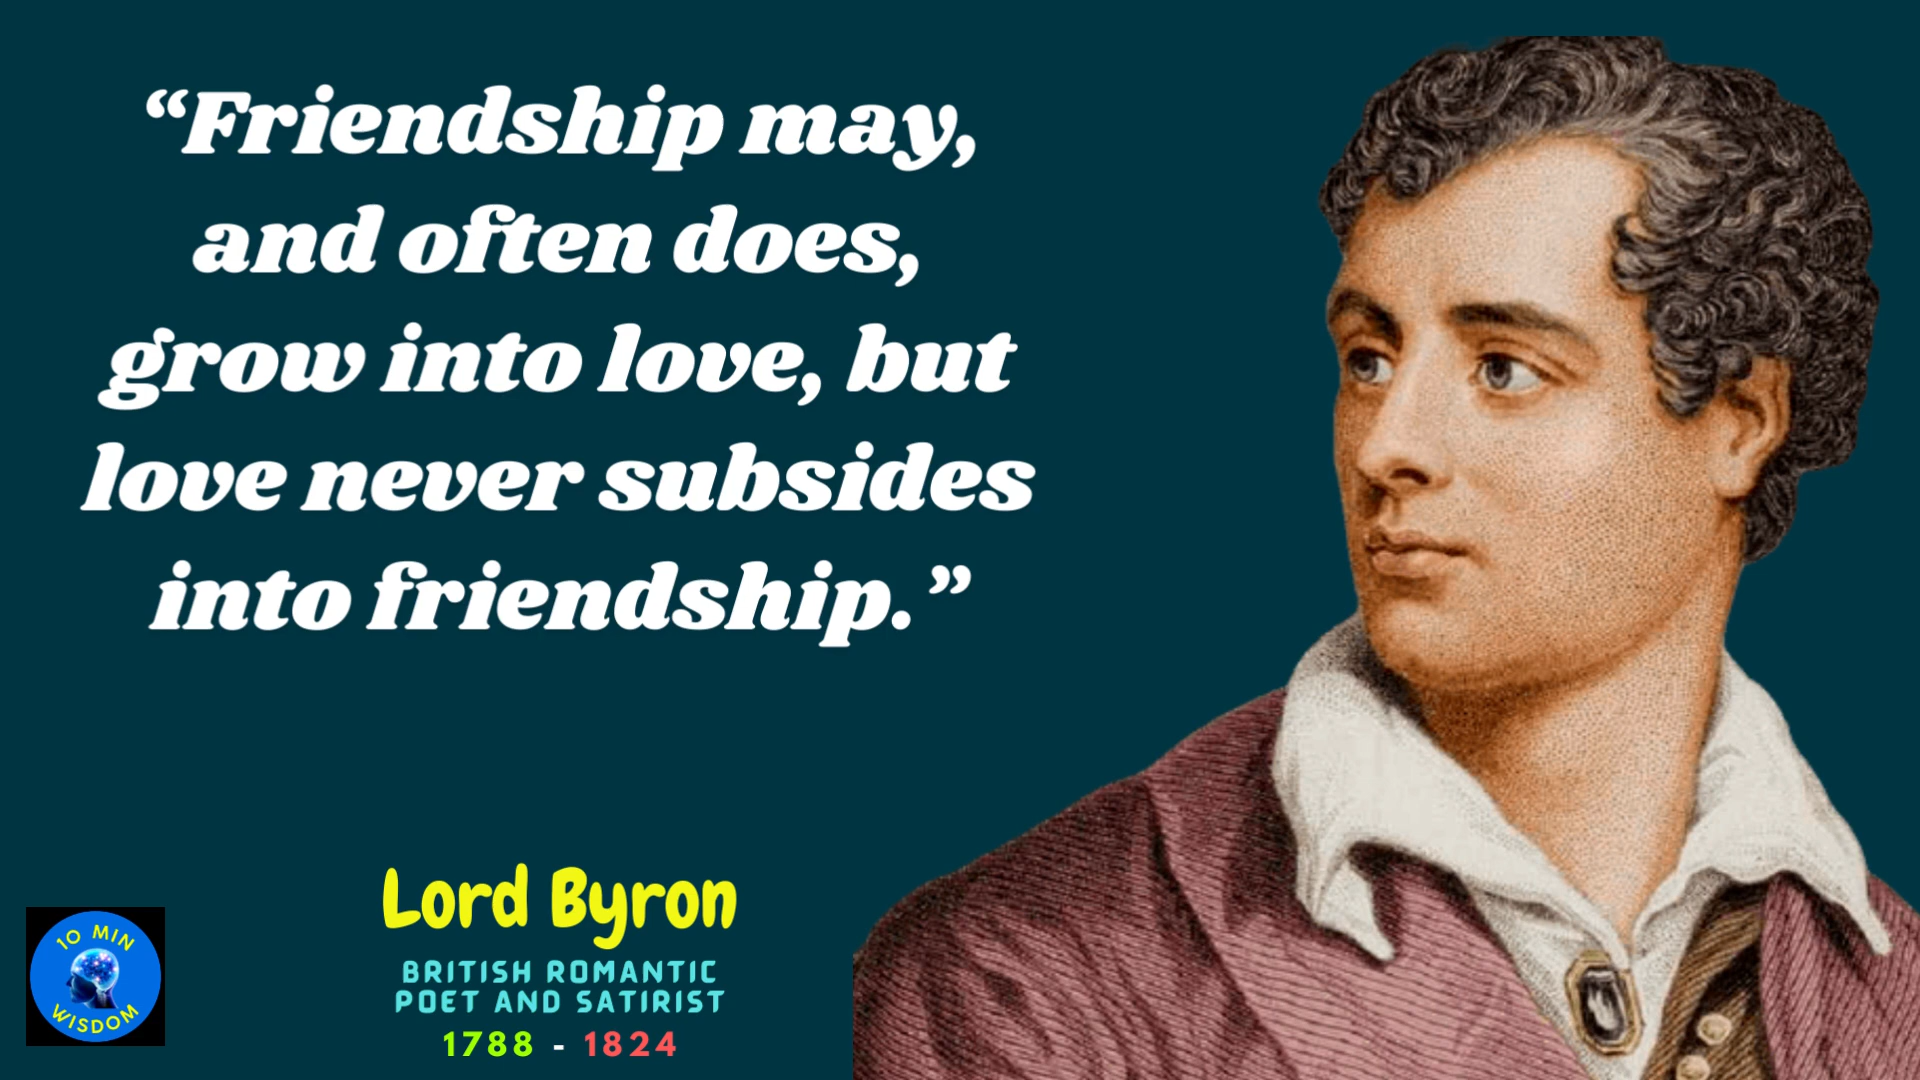 “Friendship may,
and often does,
grow into love, but
love never subsides
into friendship.”
Lord Byron
BRITISH ROMANTIC
POET AND SATIRIST
1788 - 1824
10 MIN
WISDOM